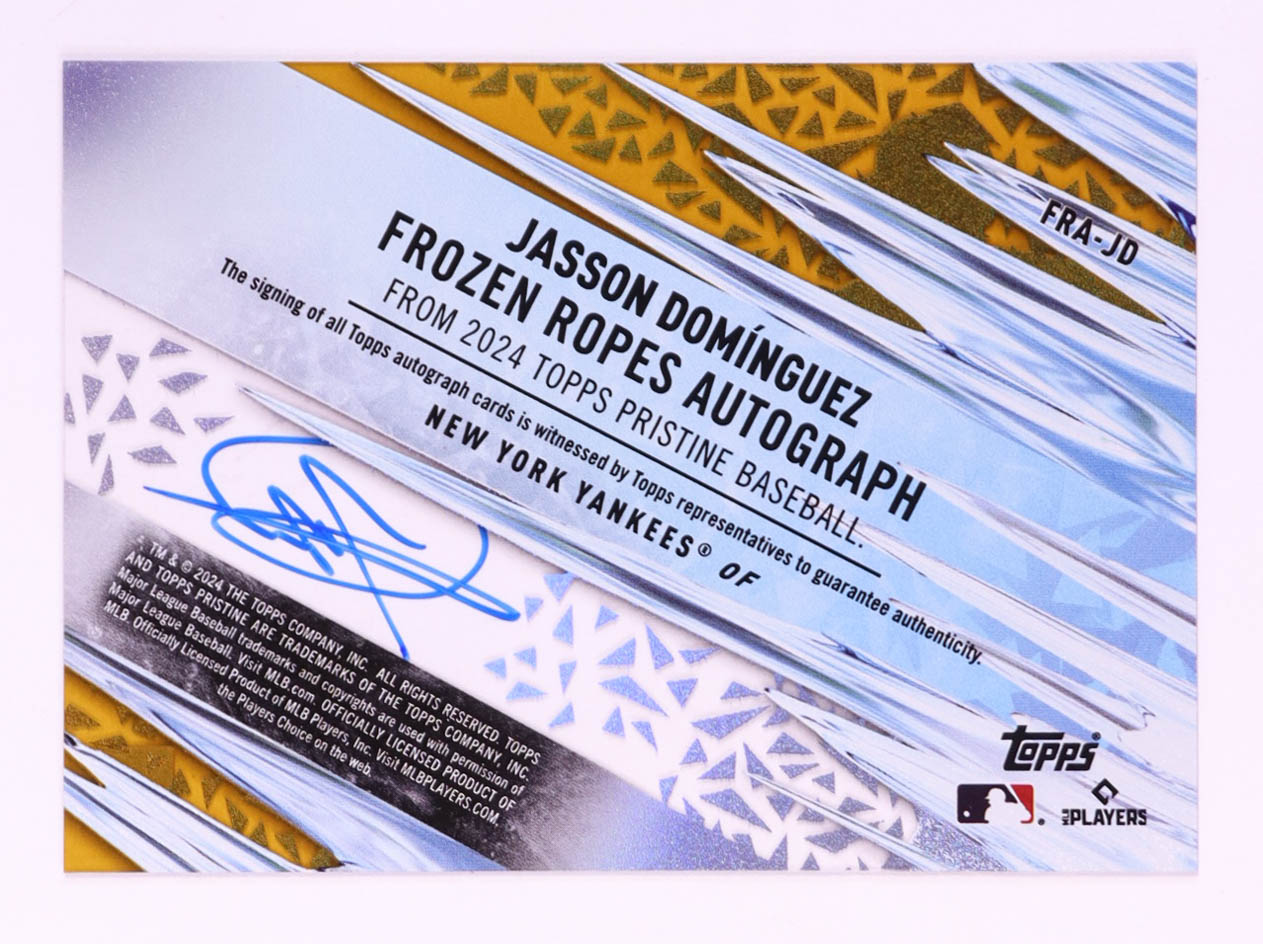 FRA-JD
JASSON DOMÍNGUEZ
FROZEN ROPES AUTOGRAPH
FROM 2024 TOPPS PRISTINE BASEBALL.
The signing of all Topps autograph cards is witnessed by Topps representatives to guarantee authenticity.
NEW YORK YANKEES® OF
TM & © 2024 THE TOPPS COMPANY, INC. ALL RIGHTS RESERVED. TOPPS
AND TOPPS PRISTINE ARE TRADEMARKS OF THE TOPPS COMPANY, INC.
Major League Baseball trademarks and copyrights are used with permission of
Major League Baseball. Visit MLB.com. OFFICIALLY LICENSED PRODUCT OF
MLB. Officially Licensed Product of MLB Players, Inc. Visit MLBPLAYERS.COM,
the Players Choice on the web.
Topps®
MLB PLAYERS